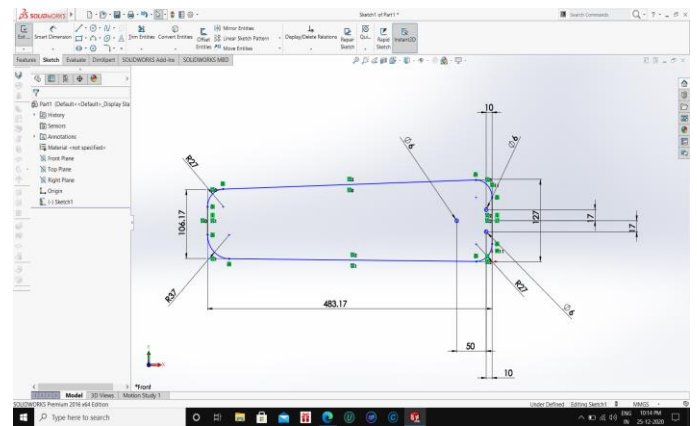 SOLIDWORKS
Sketch1 of Part1 *
Search Commands
Exit...
Smart Dimension
Trim Entities
Convert Entities
Offset Entities
Mirror Entities
Linear Sketch Pattern
Move Entities
Display/Delete Relations
Repair Sketch
Qui...
Rapid Sketch
Instant2D
Features
Sketch
Evaluate
DimXpert
SOLIDWORKS Add-Ins
SOLIDWORKS MBD
Part1 (Default<<Default>_Display Sta
History
Sensors
Annotations
Material <not specified>
Front Plane
Top Plane
Right Plane
Origin
(-) Sketch1
10
∅6
∅6
R27
106.17
127
17
17
R37
R27
∅6
483.17
50
10
*Front
Model
3D Views
Motion Study 1
SOLIDWORKS Premium 2016 x64 Edition
Under Defined
Editing Sketch1
MMGS
Type here to search
ENG
10:14 PM
IN
25-12-2020